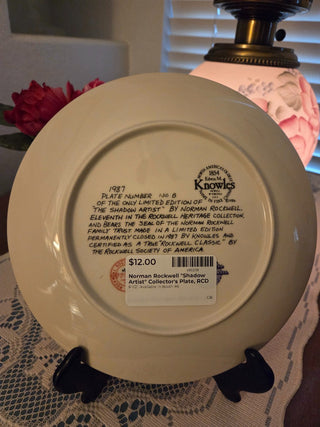 1987
PLATE NUMBER
OF THE ONLY LIMITED EDITION OF
"THE SHADOW ARTIST" BY NORMAN ROCKWELL.
ELEVENTH IN THE ROCKWELL HERITAGE COLLECTION
AND BEARS THE SEAL OF THE NORMAN ROCKWELL
FAMILY TRUST MADE IN A LIMITED EDITION
PERMANENTLY CLOSED IN 1987 BY KNOWLES AND
CERTIFIED AS A TRUE "ROCKWELL CLASSIC" BY
THE ROCKWELL SOCIETY OF AMERICA.
1854
Edwin M.
Knowles
$12.00
Norman Rockwell "Shadow
Artist" Collector's Plate, RCD